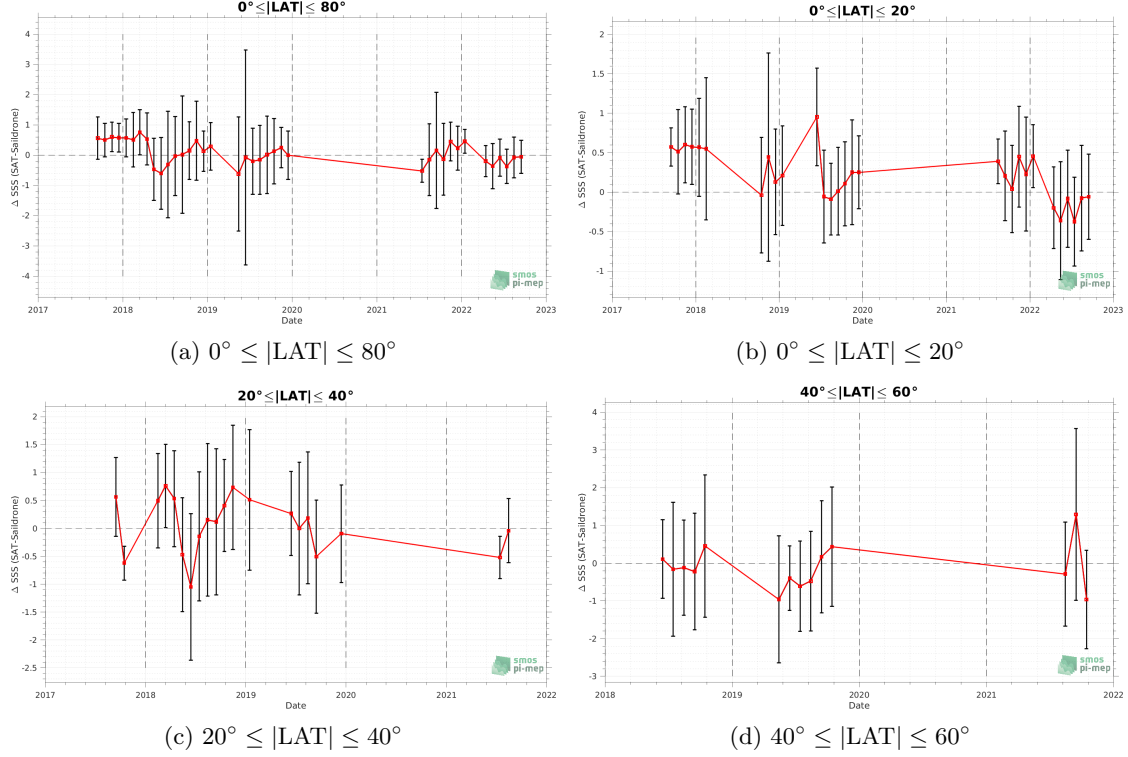 0°≤|LAT|≤ 80°
Δ SSS (SAT-Saildrone)
4
3
2
1
0
-1
-2
-3
-4
2017 2018 2019 2020 2021 2022 2023
Date
smos
pi-mep
(a) 0° ≤ |LAT| ≤ 80°
0°≤|LAT|≤ 20°
Δ SSS (SAT-Saildrone)
2
1.5
1
0.5
0
-0.5
-1
2017 2018 2019 2020 2021 2022 2023
Date
smos
pi-mep
(b) 0° ≤ |LAT| ≤ 20°
20°≤|LAT|≤ 40°
Δ SSS (SAT-Saildrone)
2
1.5
1
0.5
0
-0.5
-1
-1.5
-2
-2.5
2017 2018 2019 2020 2021 2022
Date
smos
pi-mep
(c) 20° ≤ |LAT| ≤ 40°
40°≤|LAT|≤ 60°
Δ SSS (SAT-Saildrone)
4
3
2
1
0
-1
-2
-3
2018 2019 2020 2021 2022
Date
smos
pi-mep
(d) 40° ≤ |LAT| ≤ 60°